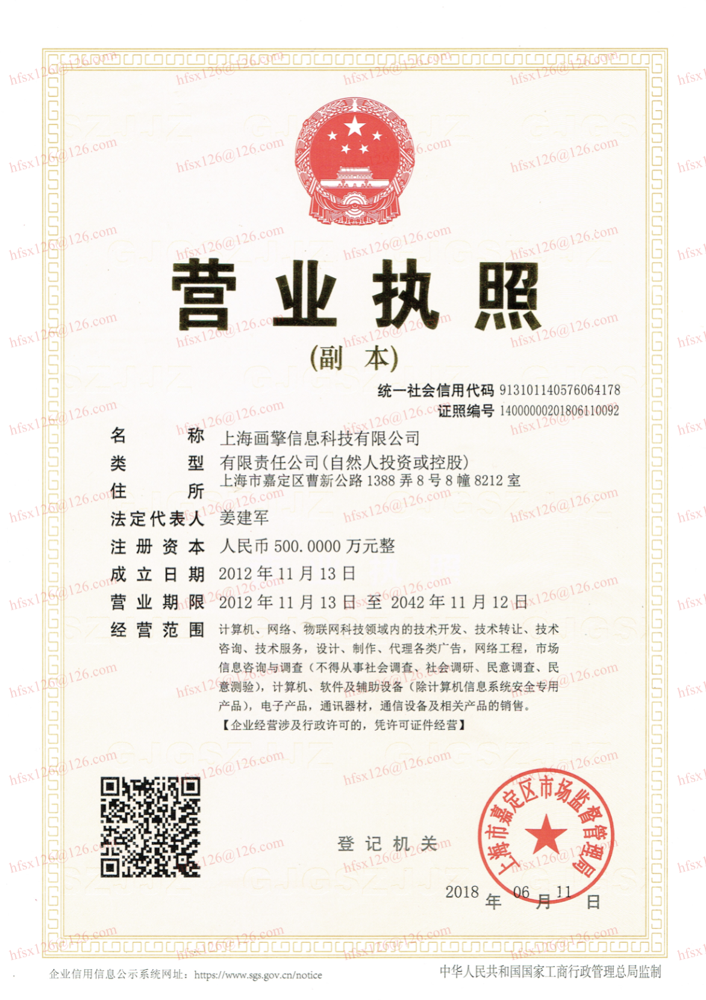 营业执照
(副 本)
统一社会信用代码 913101140576064178
证照编号 14000000201806110092
名称 上海画擎信息科技有限公司
类型 有限责任公司(自然人投资或控股)
住所 上海市嘉定区曹新公路1388弄8号8幢8212室
法定代表人 姜建军
注册资本 人民币500.0000万元整
成立日期 2012年11月13日
营业期限 2012年11月13日 至 2042年11月12日
经营范围 计算机、网络、物联网科技领域内的技术开发、技术转让、技术
咨询、技术服务，设计、制作、代理各类广告，网络工程，市场
信息咨询与调查（不得从事社会调查、社会调研、民意调查、民
意测验），计算机、软件及辅助设备（除计算机信息系统安全专用
产品），电子产品，通讯器材，通信设备及相关产品的销售。
【企业经营涉及行政许可的，凭许可证件经营】
上海市嘉定区市场监督管理局
登记机关
2018年06月11日
企业信用信息公示系统网址：https://www.sgs.gov.cn/notice
中华人民共和国国家工商行政管理总局监制
hfsx126@126.com